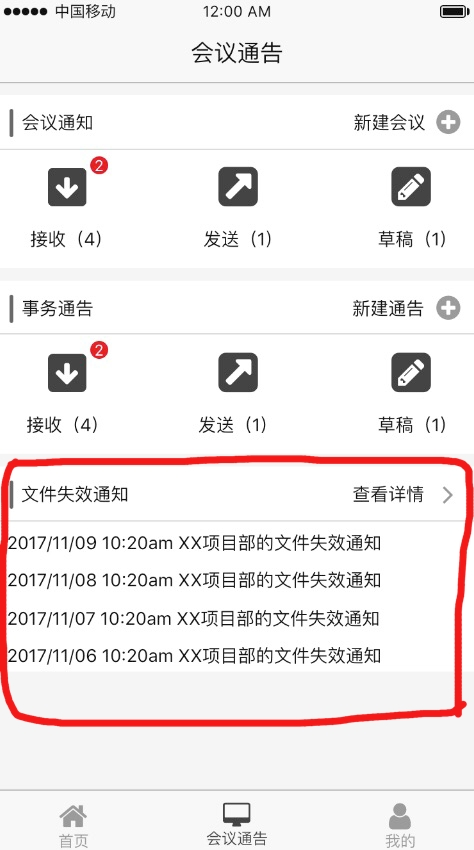 中国移动 12:00 AM
会议通告
会议通知 新建会议
2
接收（4） 发送（1） 草稿（1）
事务通告 新建通告
2
接收（4） 发送（1） 草稿（1）
文件失效通知 查看详情
2017/11/09 10:20am XX项目部的文件失效通知
2017/11/08 10:20am XX项目部的文件失效通知
2017/11/07 10:20am XX项目部的文件失效通知
2017/11/06 10:20am XX项目部的文件失效通知
首页 会议通告 我的